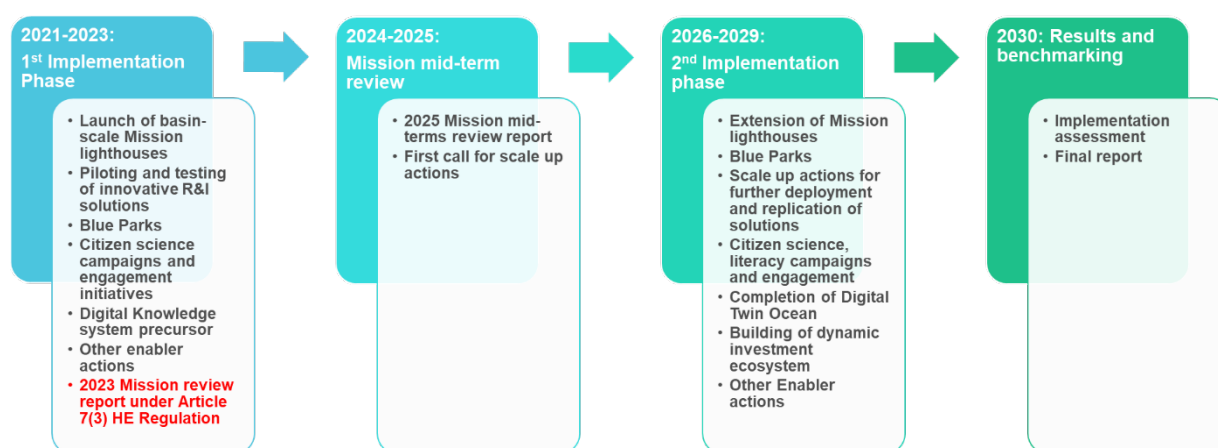 2021-2023:
1st Implementation
Phase
• Launch of basin-
scale Mission
lighthouses
• Piloting and testing
of innovative R&I
solutions
• Blue Parks
• Citizen science
campaigns and
engagement
initiatives
• Digital Knowledge
system precursor
• Other enabler
actions
• 2023 Mission review
report under Article
7(3) HE Regulation
2024-2025:
Mission mid-term
review
• 2025 Mission mid-
terms review report
• First call for scale up
actions
2026-2029:
2nd Implementation
phase
• Extension of Mission
lighthouses
• Blue Parks
• Scale up actions for
further deployment
and replication of
solutions
• Citizen science,
literacy campaigns
and engagement
• Completion of Digital
Twin Ocean
• Building of dynamic
investment
ecosystem
• Other Enabler
actions
2030: Results and
benchmarking
• Implementation
assessment
• Final report